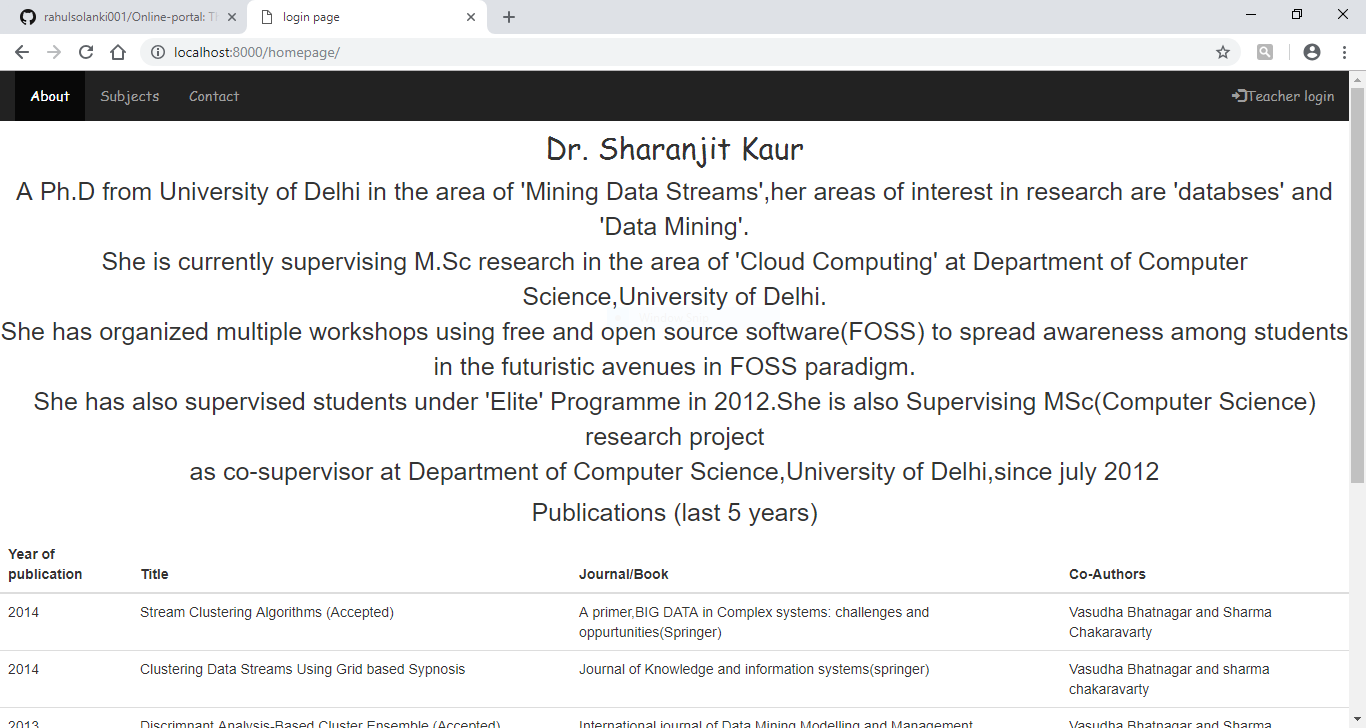 rahulsolanki001/Online-portal: T
login page
localhost:8000/homepage/
About Subjects Contact Teacher login
Dr. Sharanjit Kaur
A Ph.D from University of Delhi in the area of 'Mining Data Streams',her areas of interest in research are 'databses' and
'Data Mining'.
She is currently supervising M.Sc research in the area of 'Cloud Computing' at Department of Computer
Science,University of Delhi.
She has organized multiple workshops using free and open source software(FOSS) to spread awareness among students
in the futuristic avenues in FOSS paradigm.
She has also supervised students under 'Elite' Programme in 2012.She is also Supervising MSc(Computer Science)
research project
as co-supervisor at Department of Computer Science,University of Delhi,since july 2012
Publications (last 5 years)
Year of
publication Title Journal/Book Co-Authors
2014 Stream Clustering Algorithms (Accepted) A primer,BIG DATA in Complex systems: challenges and Vasudha Bhatnagar and Sharma
oppurtunities(Springer) Chakaravarty
2014 Clustering Data Streams Using Grid based Sypnosis Journal of Knowledge and information systems(springer) Vasudha Bhatnagar and sharma
chakaravarty
2013 Discrimnant Analysis-Based Cluster Ensemble (Accepted) International journal of Data Mining Modelling and Management Vasudha Bhatnagar and Sharma